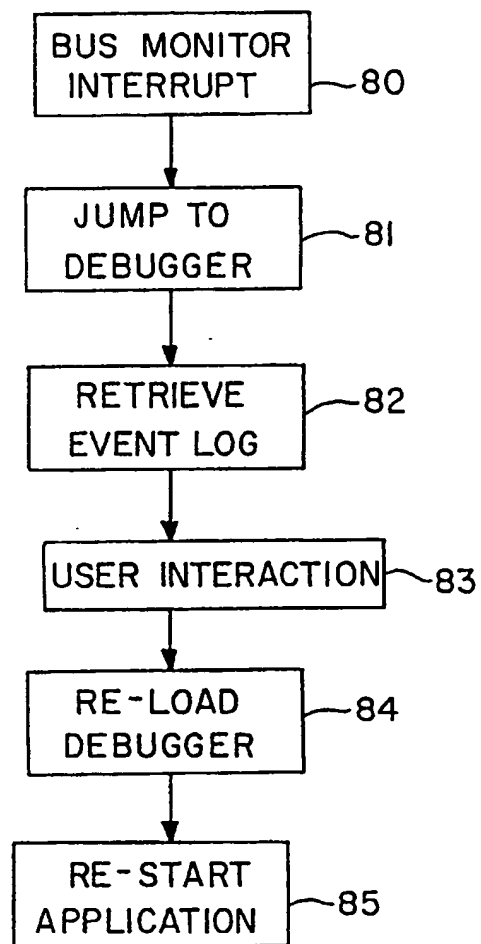 BUS MONITOR
INTERRUPT
80
JUMP TO
DEBUGGER
81
RETRIEVE
EVENT LOG
82
USER INTERACTION
83
RE-LOAD
DEBUGGER
84
RE-START
APPLICATION
85